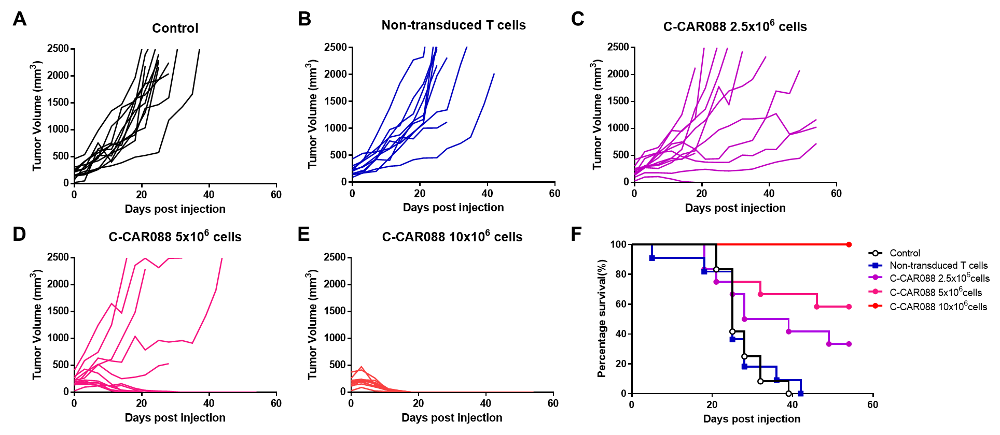 A
Control
Tumor Volume (mm³)
2500
2000
1500
1000
500
0
0 20 40 60
Days post injection
B
Non-transduced T cells
Tumor Volume (mm³)
2500
2000
1500
1000
500
0
0 20 40 60
Days post injection
C
C-CAR088 2.5x10⁶ cells
Tumor Volume (mm³)
2500
2000
1500
1000
500
0
0 20 40 60
Days post injection
D
C-CAR088 5x10⁶ cells
Tumor Volume (mm³)
2500
2000
1500
1000
500
0
0 20 40 60
Days post injection
E
C-CAR088 10x10⁶ cells
Tumor Volume (mm³)
2500
2000
1500
1000
500
0
0 20 40 60
Days post injection
F
Percentage survival(%)
100
80
60
40
20
0
0 20 40 60
Days post injection
Control
Non-transduced T cells
C-CAR088 2.5x10⁶cells
C-CAR088 5x10⁶cells
C-CAR088 10x10⁶cells